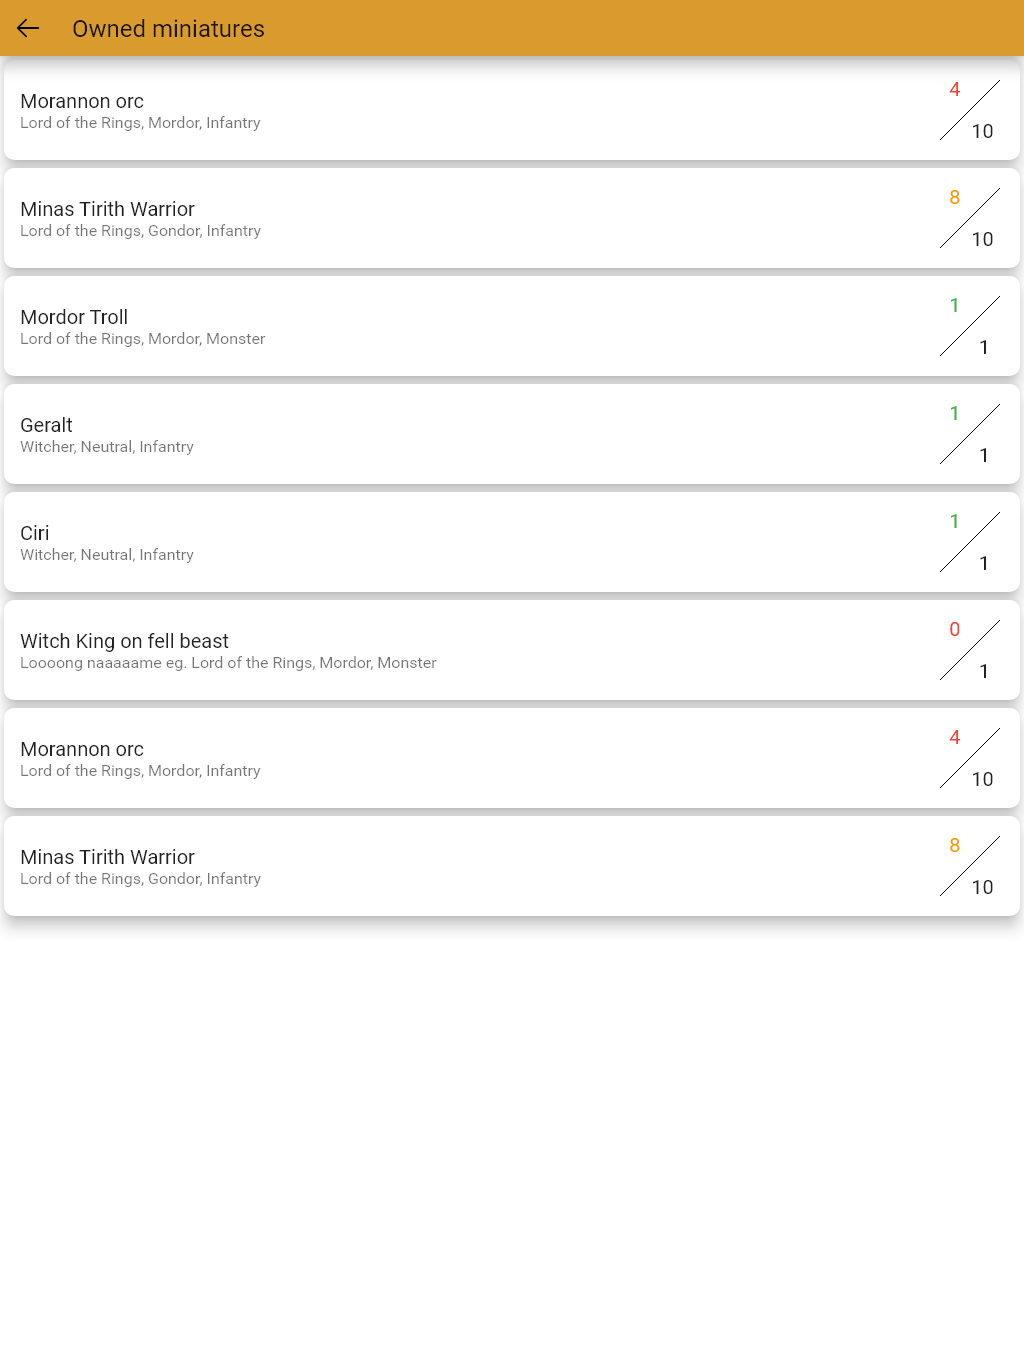 Owned miniatures
Morannon orc
Lord of the Rings, Mordor, Infantry
4
10
Minas Tirith Warrior
Lord of the Rings, Gondor, Infantry
8
10
Mordor Troll
Lord of the Rings, Mordor, Monster
1
1
Geralt
Witcher, Neutral, Infantry
1
1
Ciri
Witcher, Neutral, Infantry
1
1
Witch King on fell beast
Loooong naaaaame eg. Lord of the Rings, Mordor, Monster
0
1
Morannon orc
Lord of the Rings, Mordor, Infantry
4
10
Minas Tirith Warrior
Lord of the Rings, Gondor, Infantry
8
10